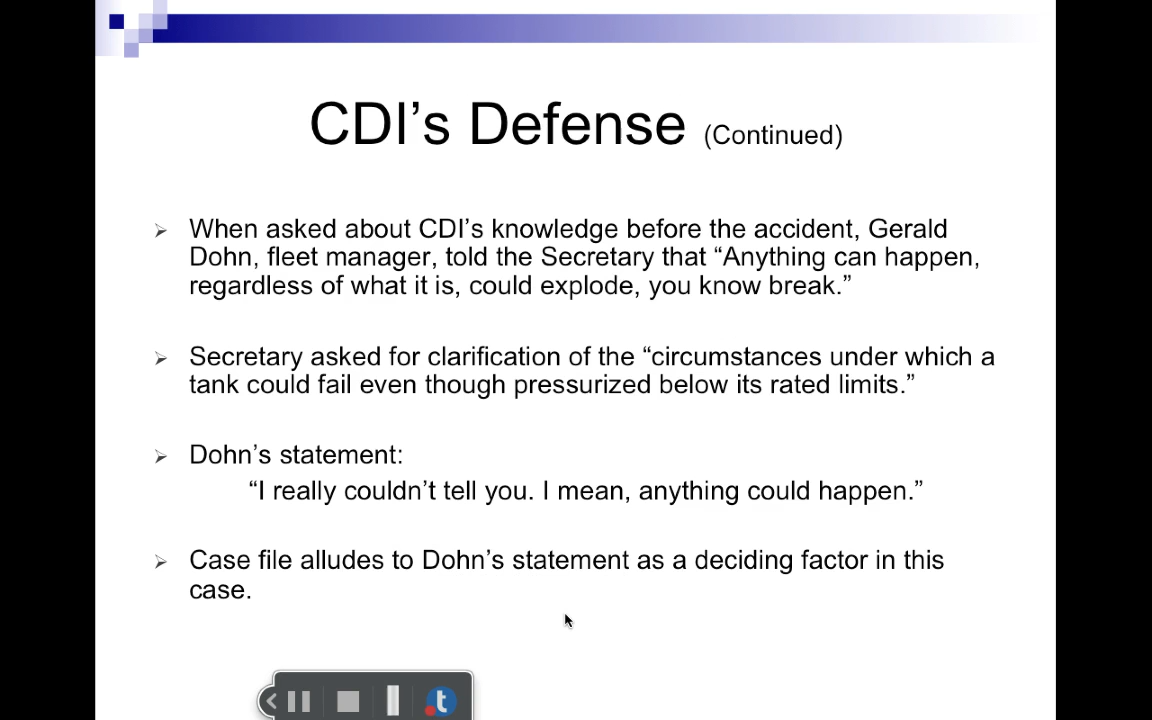 CDI’s Defense (Continued)
When asked about CDI’s knowledge before the accident, Gerald
Dohn, fleet manager, told the Secretary that “Anything can happen,
regardless of what it is, could explode, you know break.”
Secretary asked for clarification of the “circumstances under which a
tank could fail even though pressurized below its rated limits.”
Dohn’s statement:
“I really couldn’t tell you. I mean, anything could happen.”
Case file alludes to Dohn’s statement as a deciding factor in this
case.
t